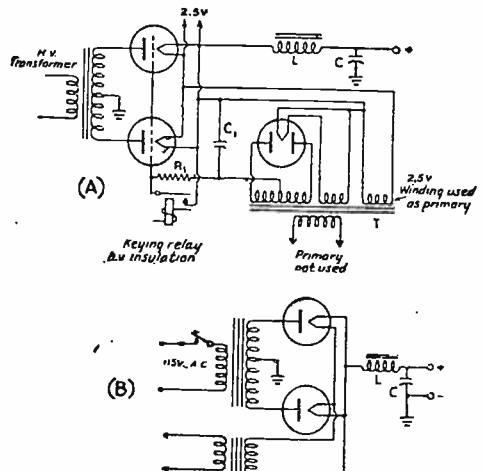 2.5V
H.V.
Transformer
L
C
+
C₁
R₁
(A)
2.5V
Winding used
as primary
T
Keying relay
h.v insulation
Primary
not used
(B)
115V. A C
L
C
+
-